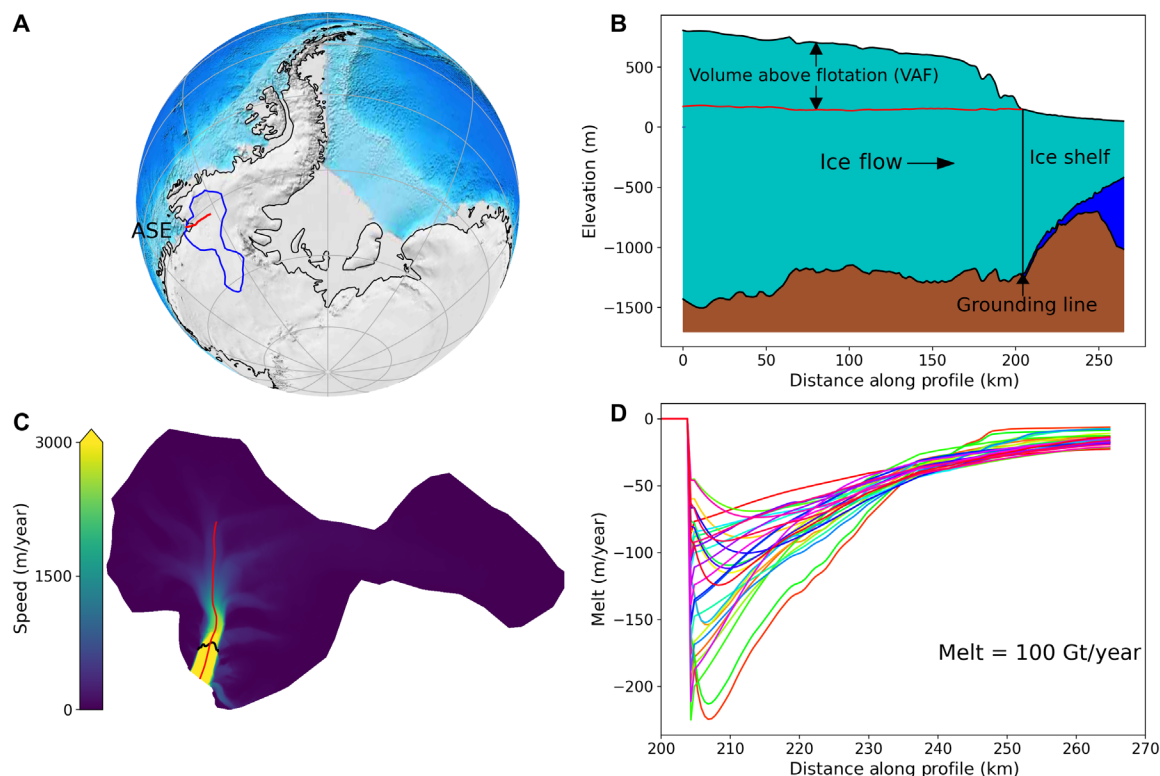 A
ASE
B
Elevation (m)
500
0
−500
−1000
−1500
Volume above flotation (VAF)
Ice flow
Ice shelf
Grounding line
0
50
100
150
200
250
Distance along profile (km)
C
Speed (m/year)
3000
1500
0
D
Melt (m/year)
0
−50
−100
−150
−200
Melt = 100 Gt/year
200
210
220
230
240
250
260
270
Distance along profile (km)